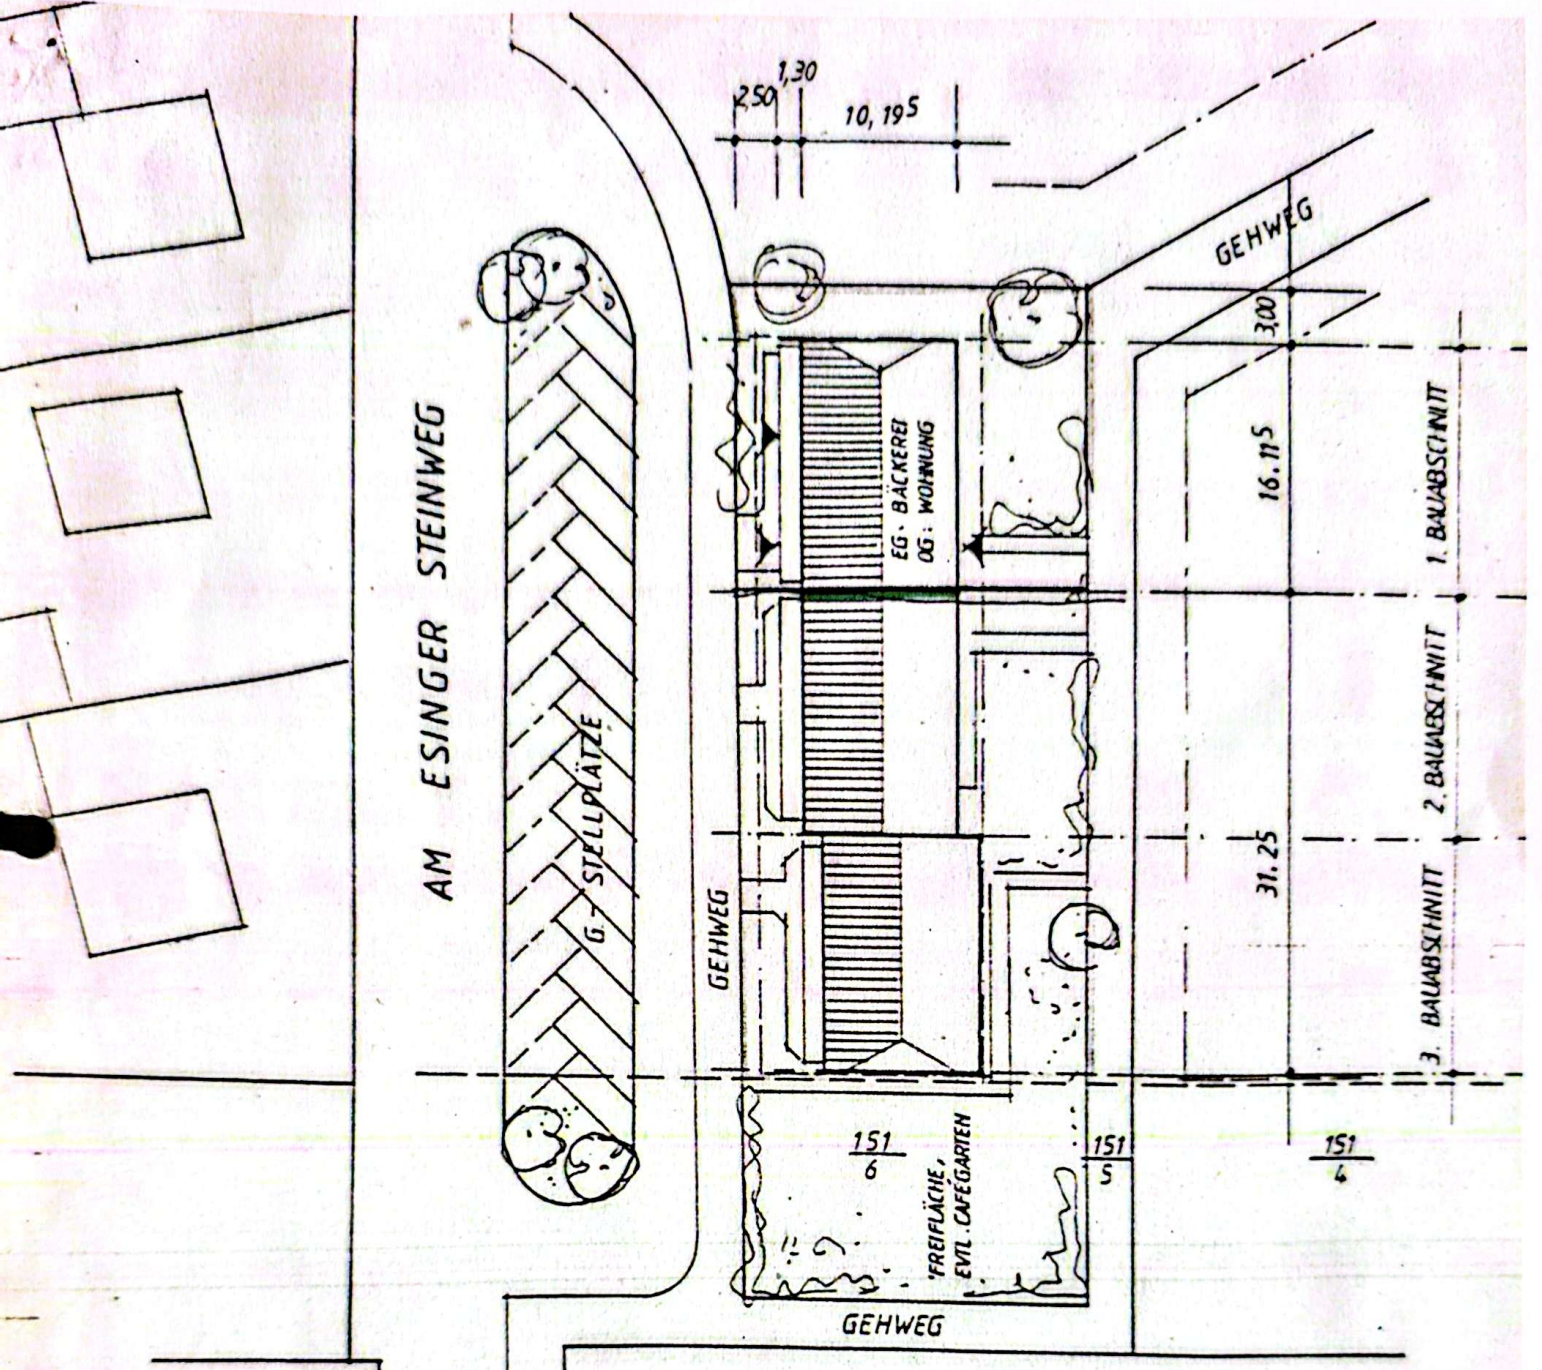 1,30
2,50
10,19⁵
GEHWEG
3,00
16.11⁵
1. BAUABSCHNITT
EG. BÄCKEREI
OG: WOHNUNG
AM ESINGER STEINWEG
2. BAUABSCHNITT
G.- STELLPLÄTZE
31.25
GEHWEG
3. BAUABSCHNITT
151
6
151
5
151
4
FREIFLÄCHE,
EVTL. CAFÉGARTEN
GEHWEG